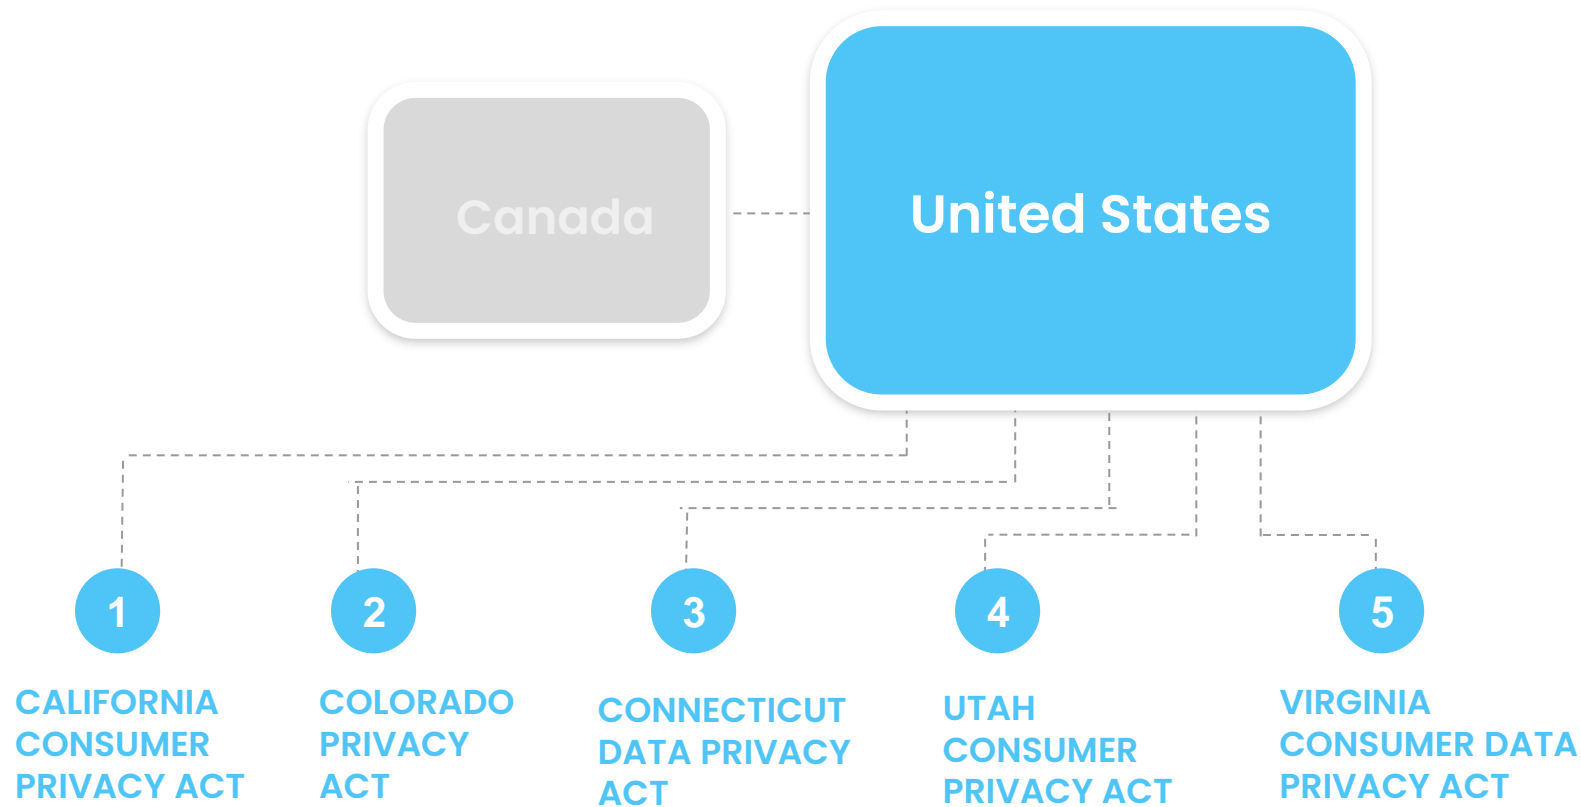 Canada
United States
1
CALIFORNIA
CONSUMER
PRIVACY ACT
2
COLORADO
PRIVACY
ACT
3
CONNECTICUT
DATA PRIVACY
ACT
4
UTAH
CONSUMER
PRIVACY ACT
5
VIRGINIA
CONSUMER DATA
PRIVACY ACT